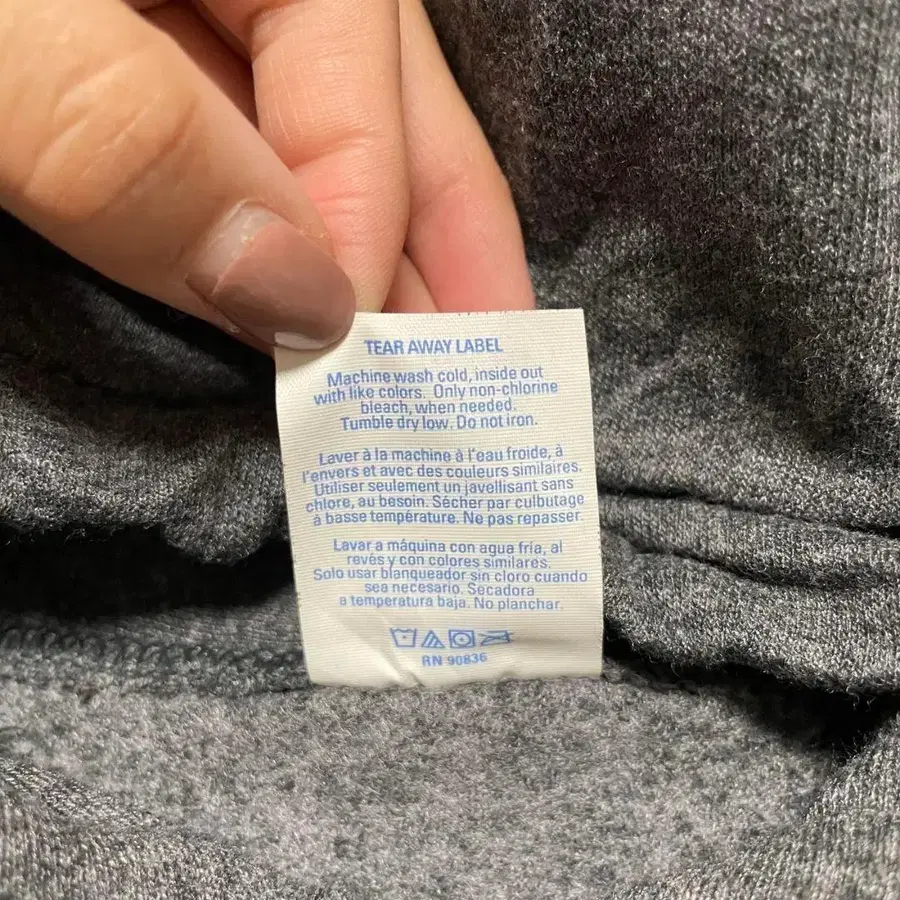 TEAR AWAY LABEL
Machine wash cold, inside out
with like colors. Only non-chlorine
bleach, when needed.
Tumble dry low. Do not iron.
Laver à la machine à l'eau froide, à
l'envers et avec des couleurs similaires.
Utiliser seulement un javellisant sans
chlore, au besoin. Sécher par culbutage
à basse température. Ne pas repasser.
Lavar a máquina con agua fria, al
revés y con colores similares.
Solo usar blanqueador sin cloro cuando
sea necesario. Secadora
a temperatura baja. No planchar.
RN 90836